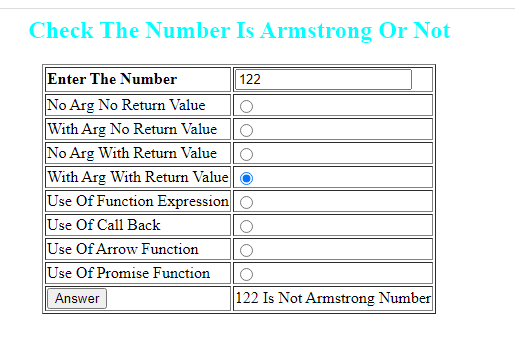 Check The Number Is Armstrong Or Not
Enter The Number 122
No Arg No Return Value
With Arg No Return Value
No Arg With Return Value
With Arg With Return Value
Use Of Function Expression
Use Of Call Back
Use Of Arrow Function
Use Of Promise Function
Answer 122 Is Not Armstrong Number